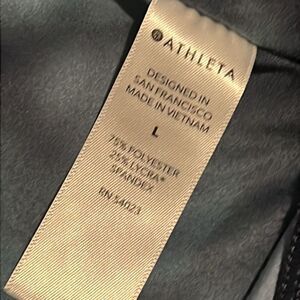 ATHLETA
DESIGNED IN
SAN FRANCISCO
MADE IN VIETNAM
L
75% POLYESTER
25% LYCRA®
SPANDEX
RN 54023